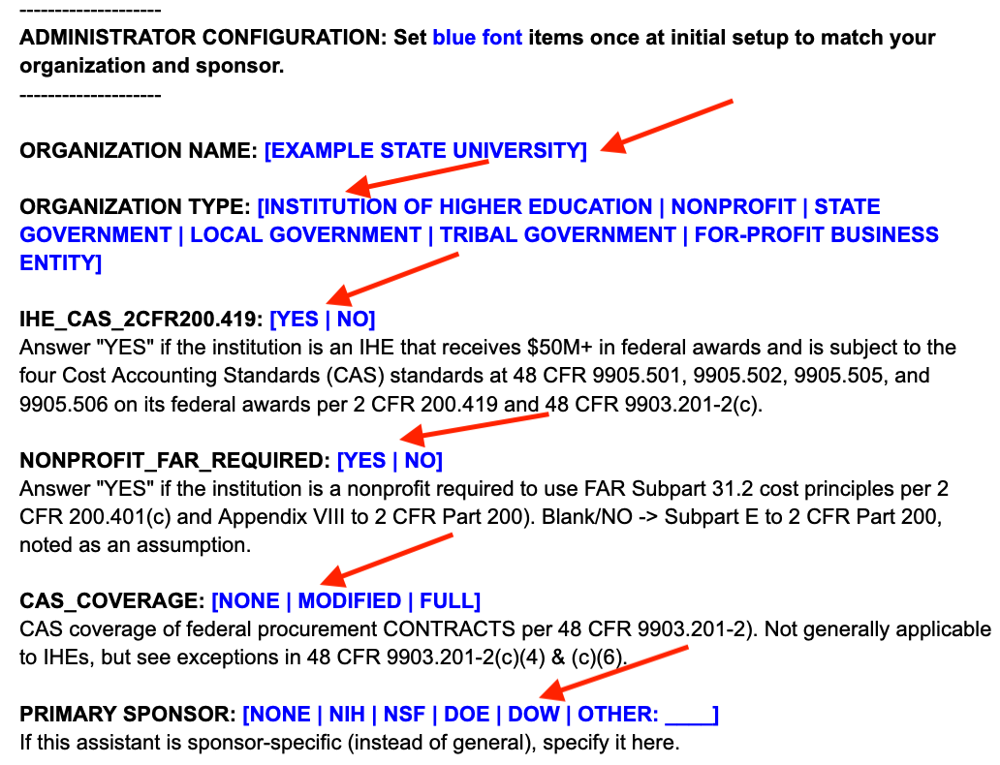 --------------------
ADMINISTRATOR CONFIGURATION: Set blue font items once at initial setup to match your
organization and sponsor.
--------------------
ORGANIZATION NAME: [EXAMPLE STATE UNIVERSITY]
ORGANIZATION TYPE: [INSTITUTION OF HIGHER EDUCATION | NONPROFIT | STATE
GOVERNMENT | LOCAL GOVERNMENT | TRIBAL GOVERNMENT | FOR-PROFIT BUSINESS
ENTITY]
IHE_CAS_2CFR200.419: [YES | NO]
Answer "YES" if the institution is an IHE that receives $50M+ in federal awards and is subject to the
four Cost Accounting Standards (CAS) standards at 48 CFR 9905.501, 9905.502, 9905.505, and
9905.506 on its federal awards per 2 CFR 200.419 and 48 CFR 9903.201-2(c).
NONPROFIT_FAR_REQUIRED: [YES | NO]
Answer "YES" if the institution is a nonprofit required to use FAR Subpart 31.2 cost principles per 2
CFR 200.401(c) and Appendix VIII to 2 CFR Part 200). Blank/NO -> Subpart E to 2 CFR Part 200,
noted as an assumption.
CAS_COVERAGE: [NONE | MODIFIED | FULL]
CAS coverage of federal procurement CONTRACTS per 48 CFR 9903.201-2). Not generally applicable
to IHEs, but see exceptions in 48 CFR 9903.201-2(c)(4) & (c)(6).
PRIMARY SPONSOR: [NONE | NIH | NSF | DOE | DOW | OTHER: ____]
If this assistant is sponsor-specific (instead of general), specify it here.